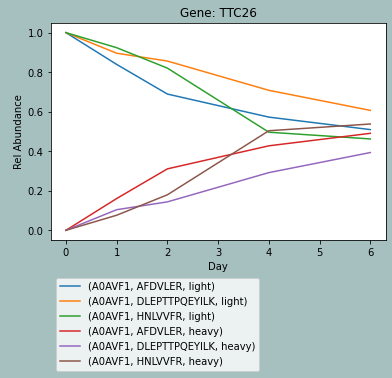 Gene: TTC26
1.0
0.8
0.6
0.4
0.2
0.0
Rel Abundance
0 1 2 3 4 5 6
Day
(A0AVF1, AFDVLER, light)
(A0AVF1, DLEPTTPQEYILK, light)
(A0AVF1, HNLVVFR, light)
(A0AVF1, AFDVLER, heavy)
(A0AVF1, DLEPTTPQEYILK, heavy)
(A0AVF1, HNLVVFR, heavy)